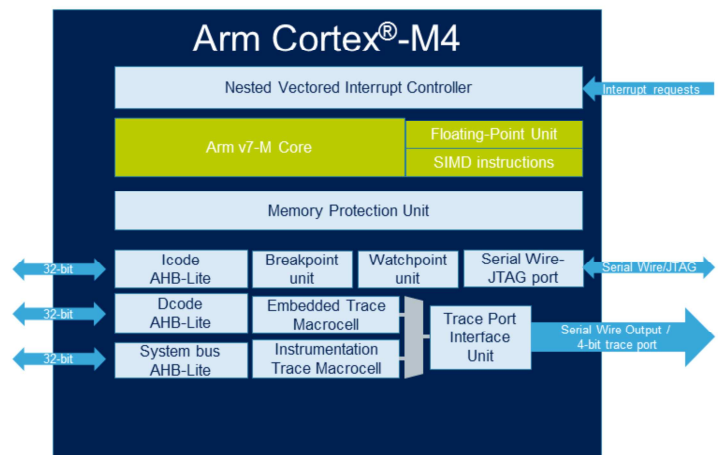 Arm Cortex®-M4
Nested Vectored Interrupt Controller
Interrupt requests
Arm v7-M Core
Floating-Point Unit
SIMD instructions
Memory Protection Unit
32-bit
Icode
AHB-Lite
Breakpoint
unit
Watchpoint
unit
Serial Wire-
JTAG port
Serial Wire/JTAG
32-bit
Dcode
AHB-Lite
Embedded Trace
Macrocell
Trace Port
Interface
Unit
Serial Wire Output /
4-bit trace port
32-bit
System bus
AHB-Lite
Instrumentation
Trace Macrocell